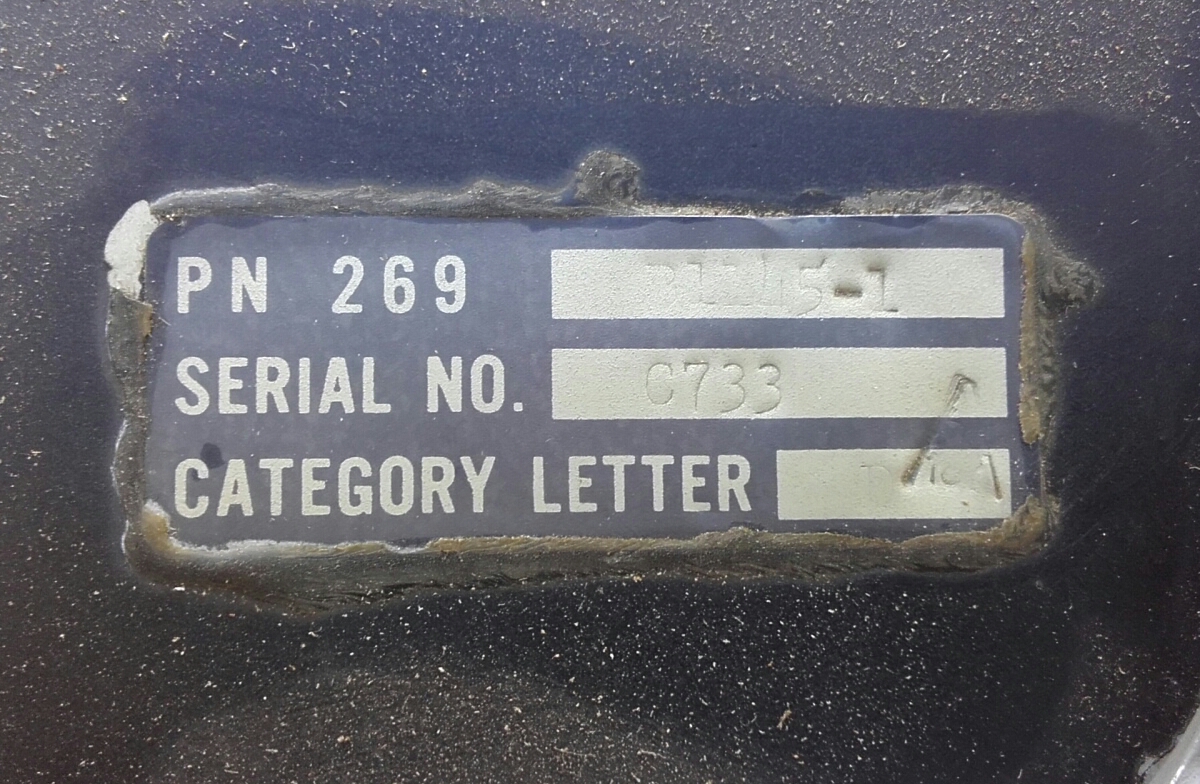 PN 269
SERIAL NO. C733
CATEGORY LETTER